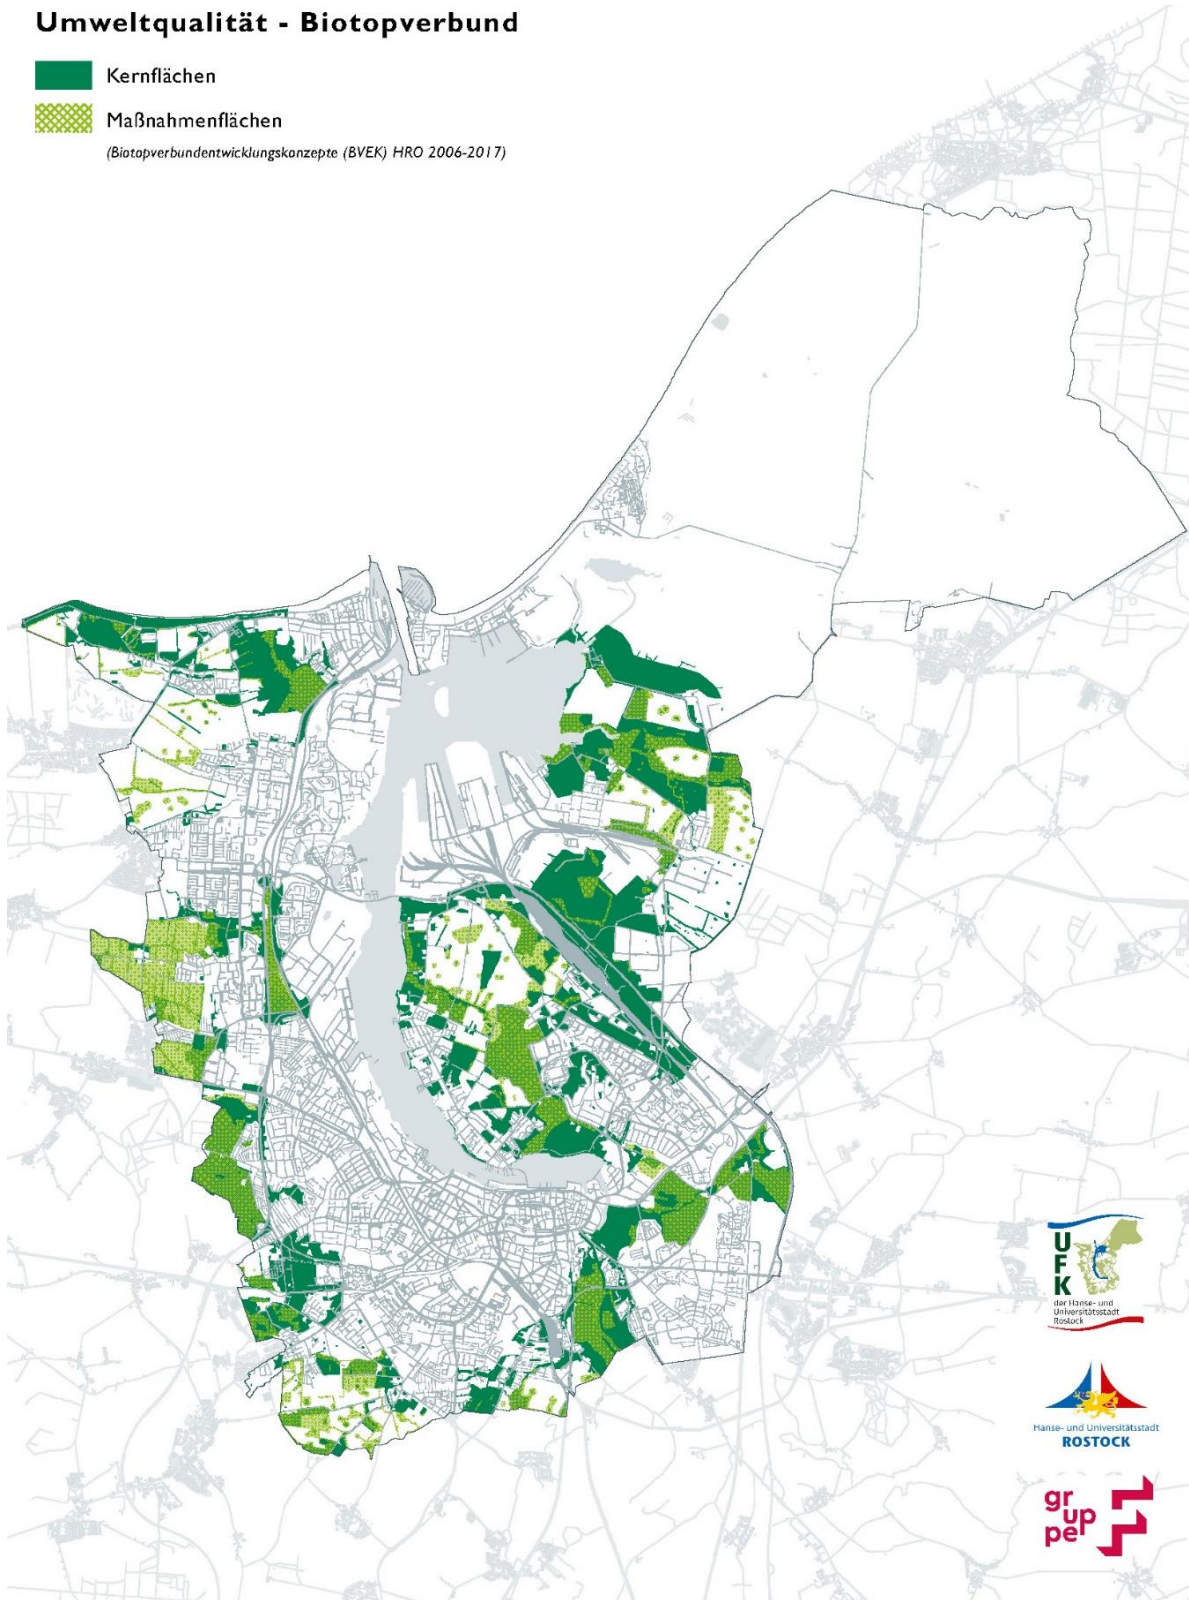 Umweltqualität - Biotopverbund
Kernflächen
Maßnahmenflächen
(Biotopverbundentwicklungskonzepte (BVEK) HRO 2006-2017)
UFK
der Hanse- und
Universitätsstadt
Rostock
Hanse- und Universitätsstadt
ROSTOCK
gr
up
pe